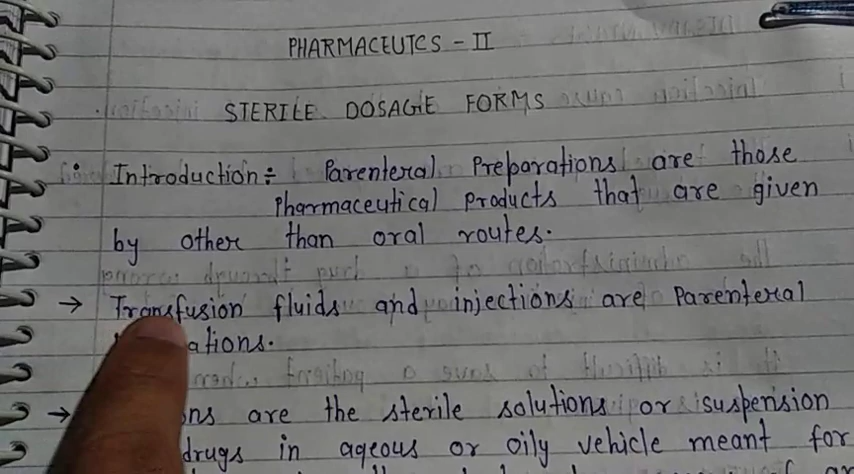 PHARMACEUTCS - II
STERILE DOSAGE FORMS
Introduction÷ Parenteral Preparations are those
Pharmaceutical Products that are given
by other than oral routes.
→ Transfusion fluids and injections are Parenteral
ations.
→ ns are the sterile solutions or suspension
drugs in aqeous or oily vehicle meant for